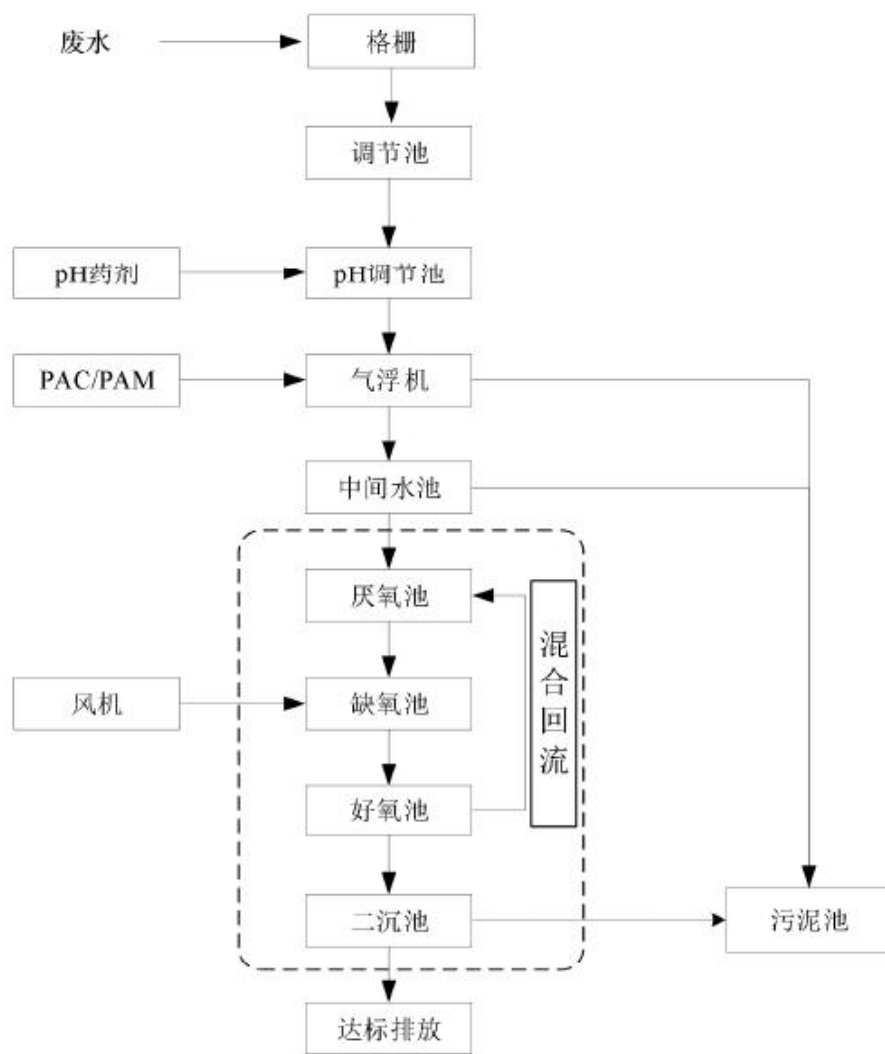 废水
格栅
调节池
pH药剂
pH调节池
PAC/PAM
气浮机
中间水池
厌氧池
混合回流
风机
缺氧池
好氧池
二沉池
污泥池
达标排放